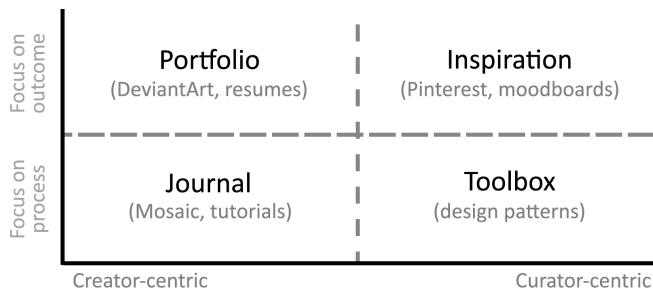 Focus on
outcome
Portfolio
(DeviantArt, resumes)
Inspiration
(Pinterest, moodboards)
Focus on
process
Journal
(Mosaic, tutorials)
Toolbox
(design patterns)
Creator-centric
Curator-centric